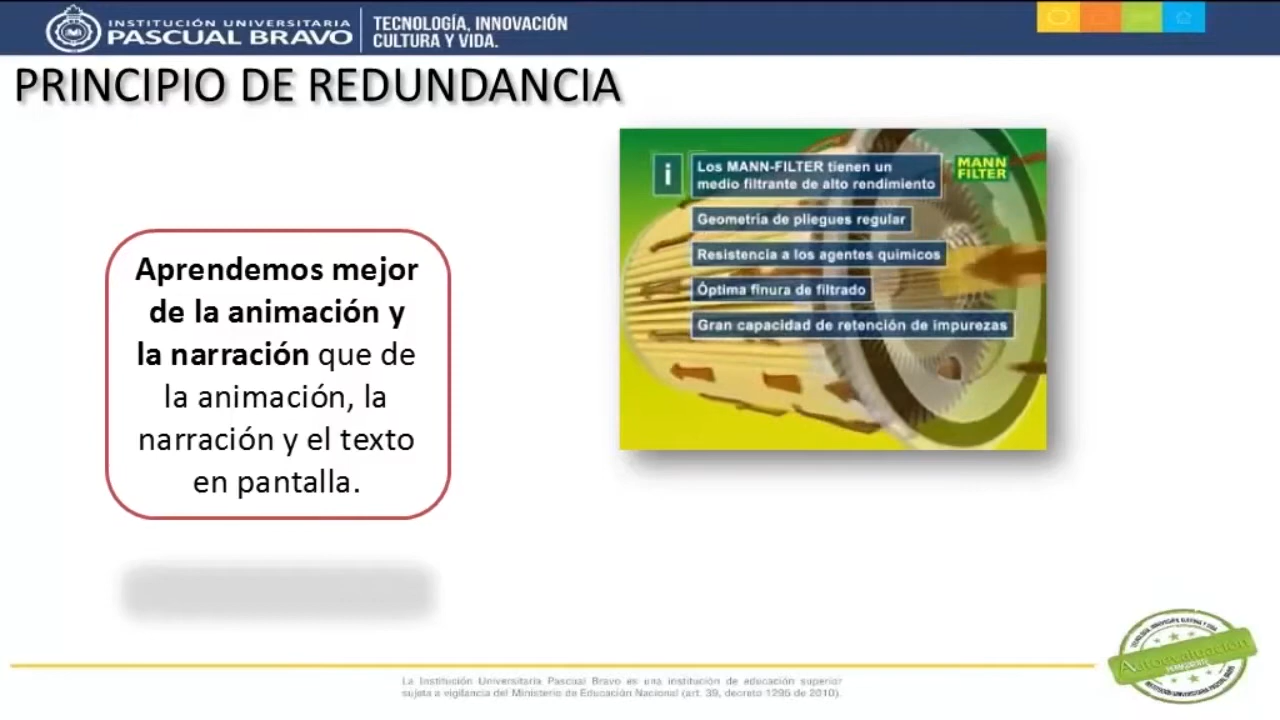 INSTITUCIÓN UNIVERSITARIA
PASCUAL BRAVO
TECNOLOGÍA, INNOVACIÓN
CULTURA Y VIDA.
PRINCIPIO DE REDUNDANCIA
i
Los MANN-FILTER tienen un
medio filtrante de alto rendimiento
MANN
FILTER
Geometría de pliegues regular
Resistencia a los agentes quimicos
Óptima finura de filtrado
Gran capacidad de retención de impurezas
Aprendemos mejor
de la animación y
la narración que de
la animación, la
narración y el texto
en pantalla.
La Institución Universitaria Pascual Bravo es una institución de educación superior
sujeta a vigilancia del Ministerio de Educación Nacional (art. 39, decreto 1295 de 2010).
Autoevaluación